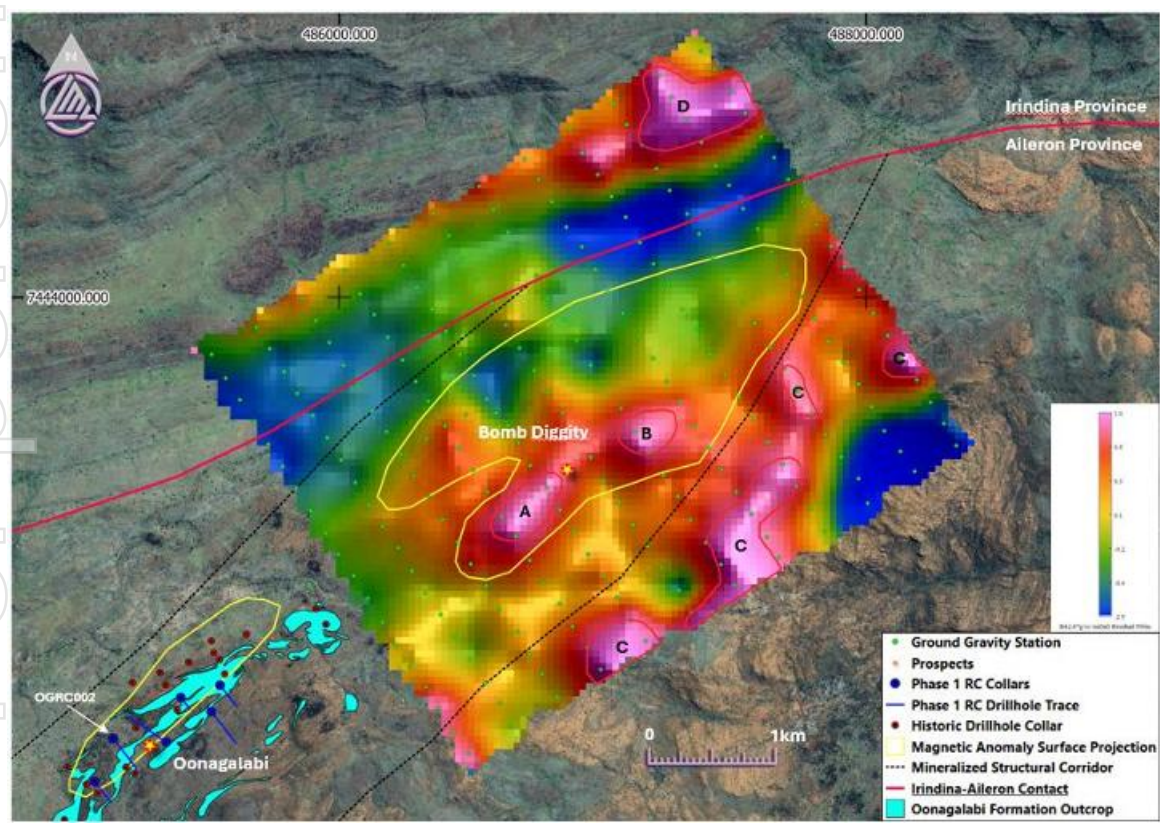 486000.000
488000.000
N
D
Irindina Province
Aileron Province
7444000.000
C
C
Bomb Diggity
B
A
C
C
OGRC002
Oonagalabi
0 1km
Ground Gravity Station
Prospects
Phase 1 RC Collars
Phase 1 RC Drillhole Trace
Historic Drillhole Collar
Magnetic Anomaly Surface Projection
Mineralized Structural Corridor
Irindina-Aileron Contact
Oonagalabi Formation Outcrop